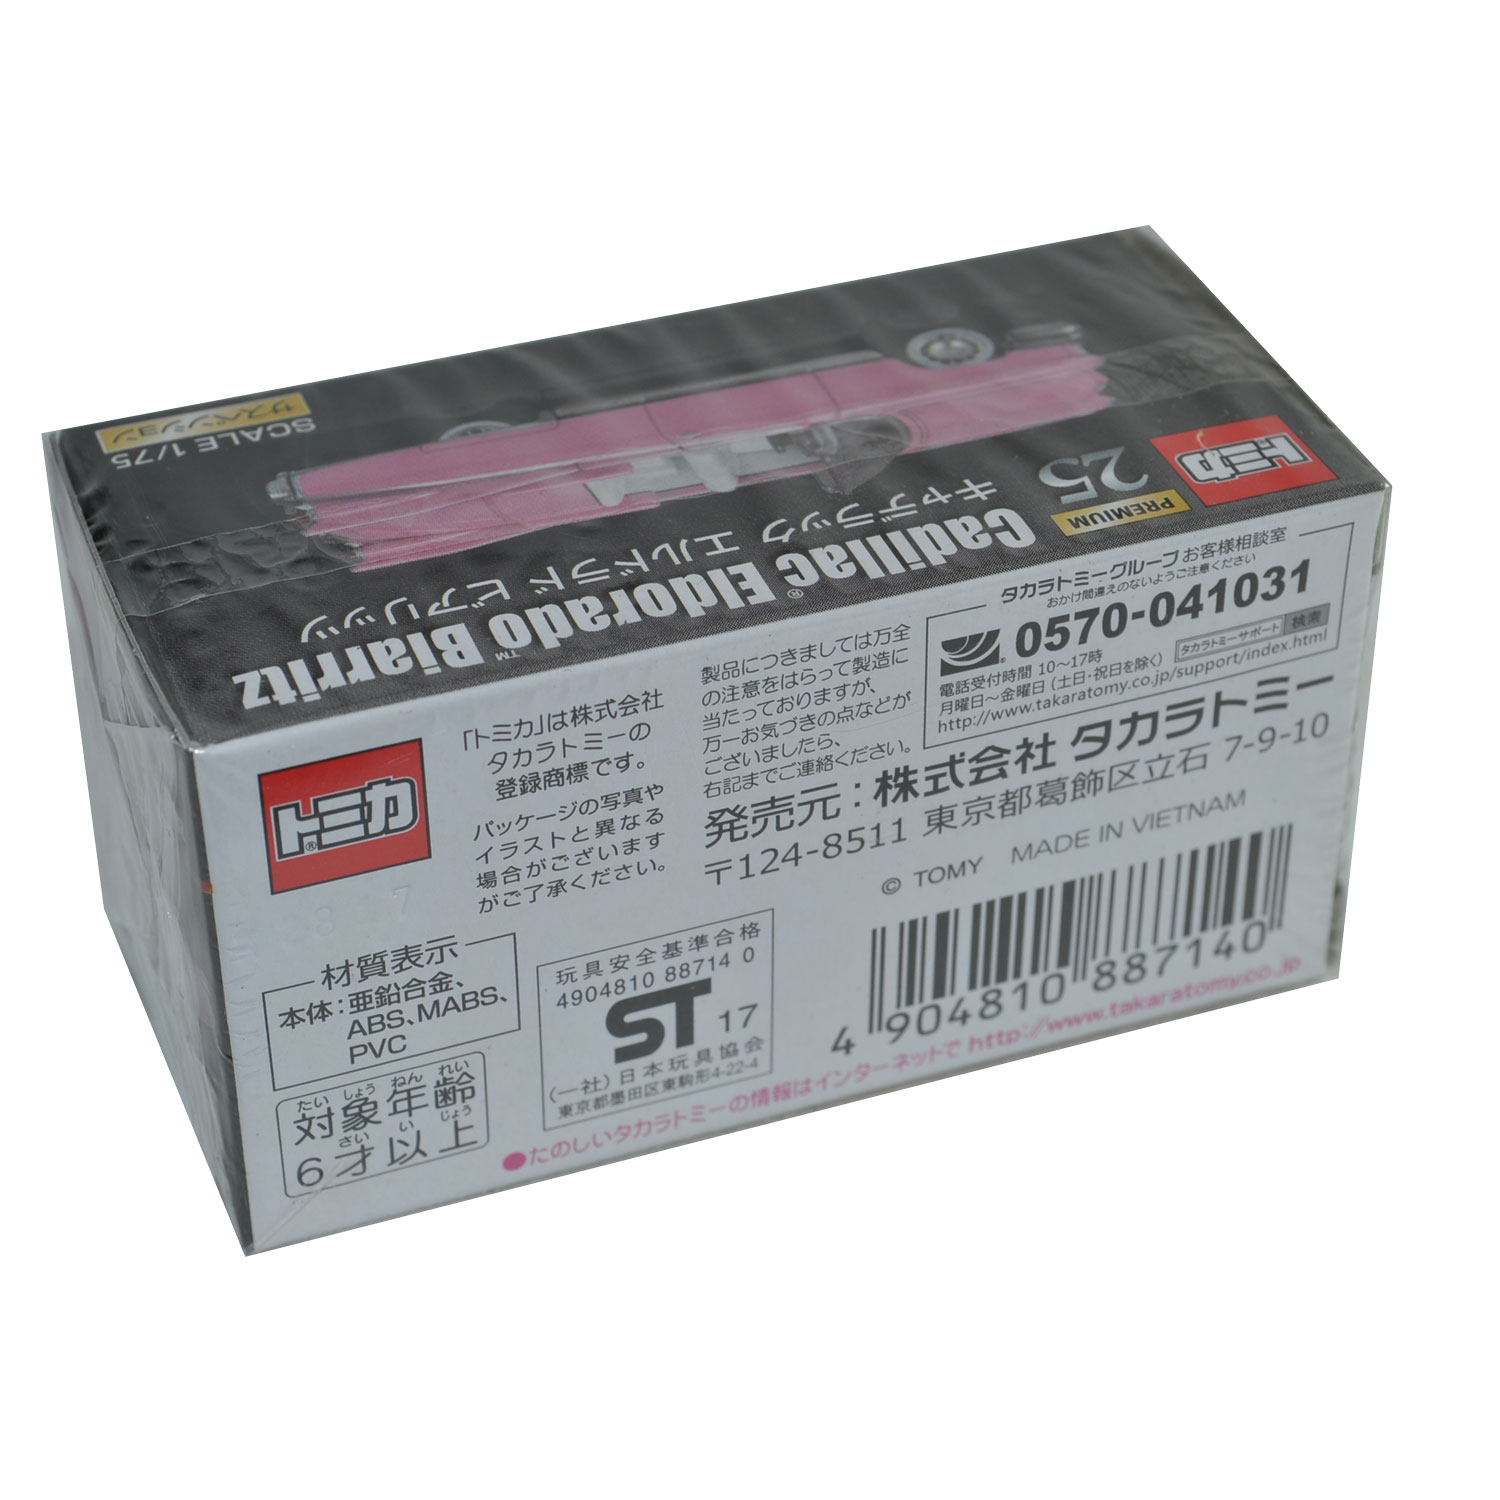 トミカ
PREMIUM
25
Cadillac® Eldorado™ Biarritz
キャデラック エルドラド ビアリッツ
SCALE 1/75
サスペンション
トミカ®
「トミカ」は株式会社
タカラトミーの
登録商標です。
パッケージの写真や
イラストと異なる
場合がございます
がご了承ください。
製品につきましては万全
の注意をはらって製造に
当たっておりますが、
万一お気づきの点などが
ございましたら、
右記までご連絡ください。
タカラトミーグループお客様相談室
おかけ間違えのないようご注意ください
0570-041031
電話受付時間 10〜17時
月曜日〜金曜日 (土日・祝日を除く)
タカラトミーサポート 検索
http://www.takaratomy.co.jp/support/index.html
発売元：株式会社 タカラトミー
〒124-8511 東京都葛飾区立石 7-9-10
© TOMY MADE IN VIETNAM
材質表示
本体：亜鉛合金、
ABS、MABS、
PVC
たい しょう ねん れい
対象年齢
さい い じょう
6才以上
玩具安全基準合格
4904810 88714 0
ST 17
(一社)日本玩具協会
東京都墨田区東駒形4-22-4
4 904810 887140
●たのしいタカラトミーの情報はインターネットで http://www.takaratomy.co.jp